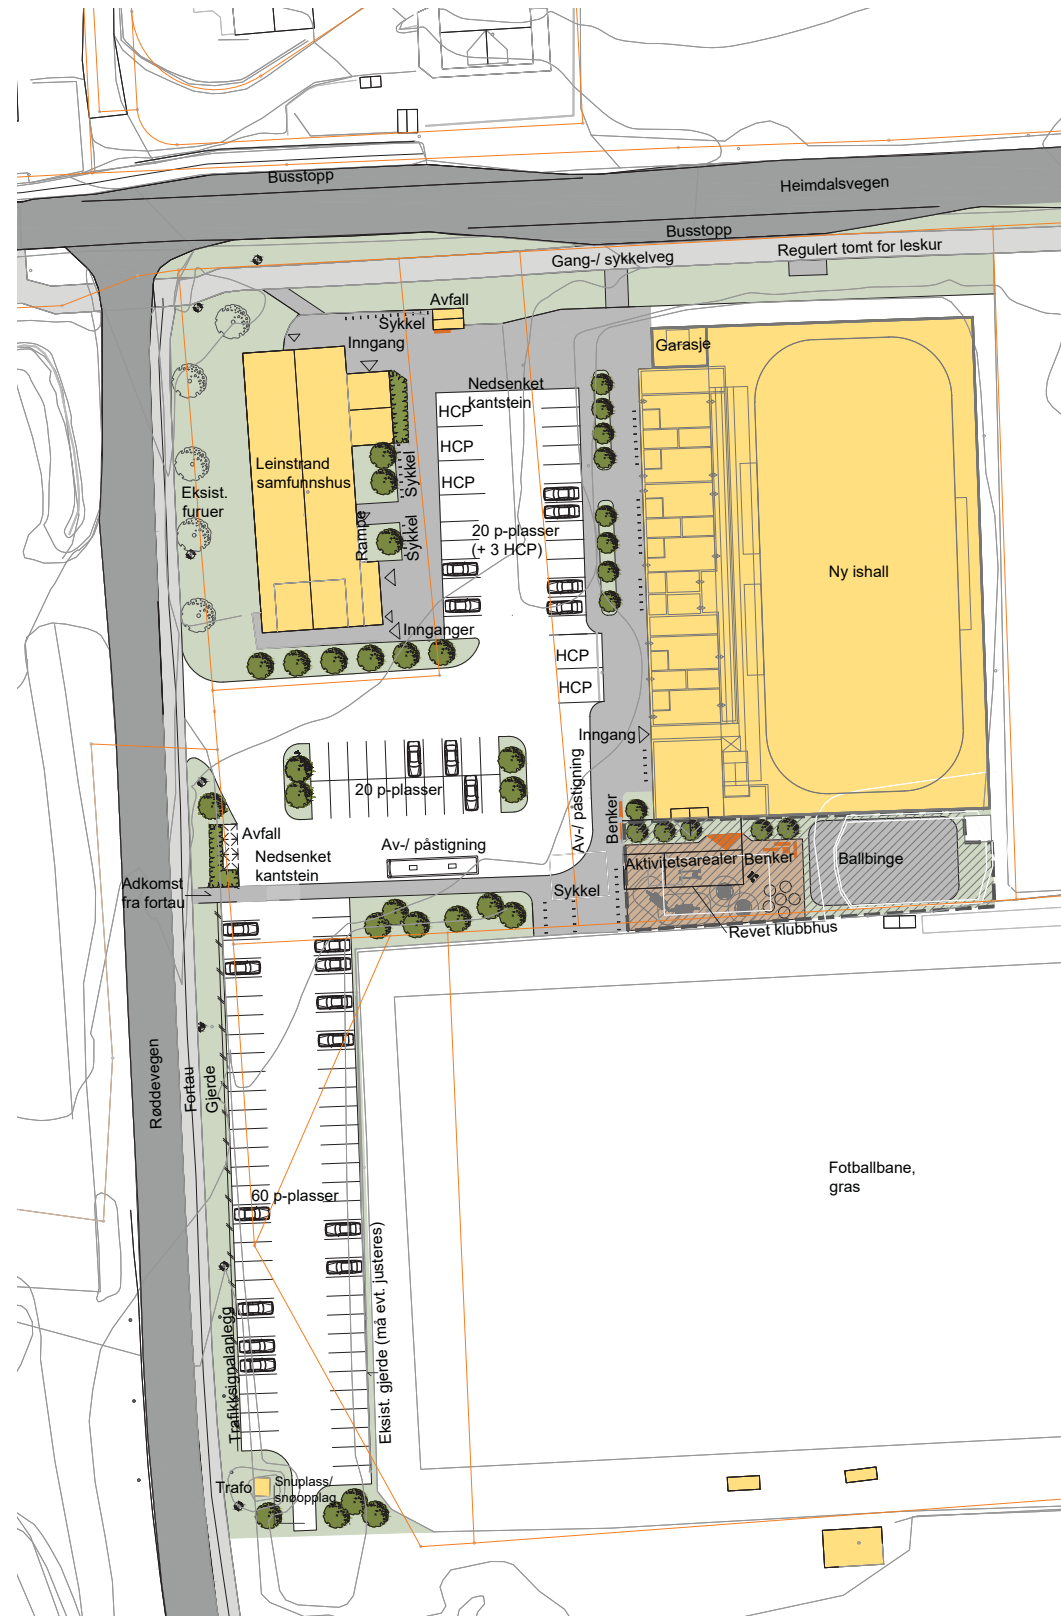 Busstopp
Heimdalsvegen
Busstopp
Gang-/ sykkelveg
Regulert tomt for leskur
Avfall
Sykkel
Inngang
Garasje
Nedsenket
kantstein
HCP
HCP
HCP
Leinstrand
samfunnshus
Eksist.
furuer
Sykkel
Rampe
Sykkel
20 p-plasser
(+ 3 HCP)
Ny ishall
Innganger
HCP
HCP
Inngang
Av-/ påstigning
20 p-plasser
Benker
Avfall
Av-/ påstigning
Nedsenket
kantstein
Aktivitetsarealer
Benker
Ballbinge
Adkomst
fra fortau
Sykkel
Revet klubbhus
Røddevegen
Fortau
Gjerde
Fotballbane,
gras
60 p-plasser
Eksist. gjerde (må evt. justeres)
Trafikksignalanlegg
Trafo
Snuplass/
snøopplag